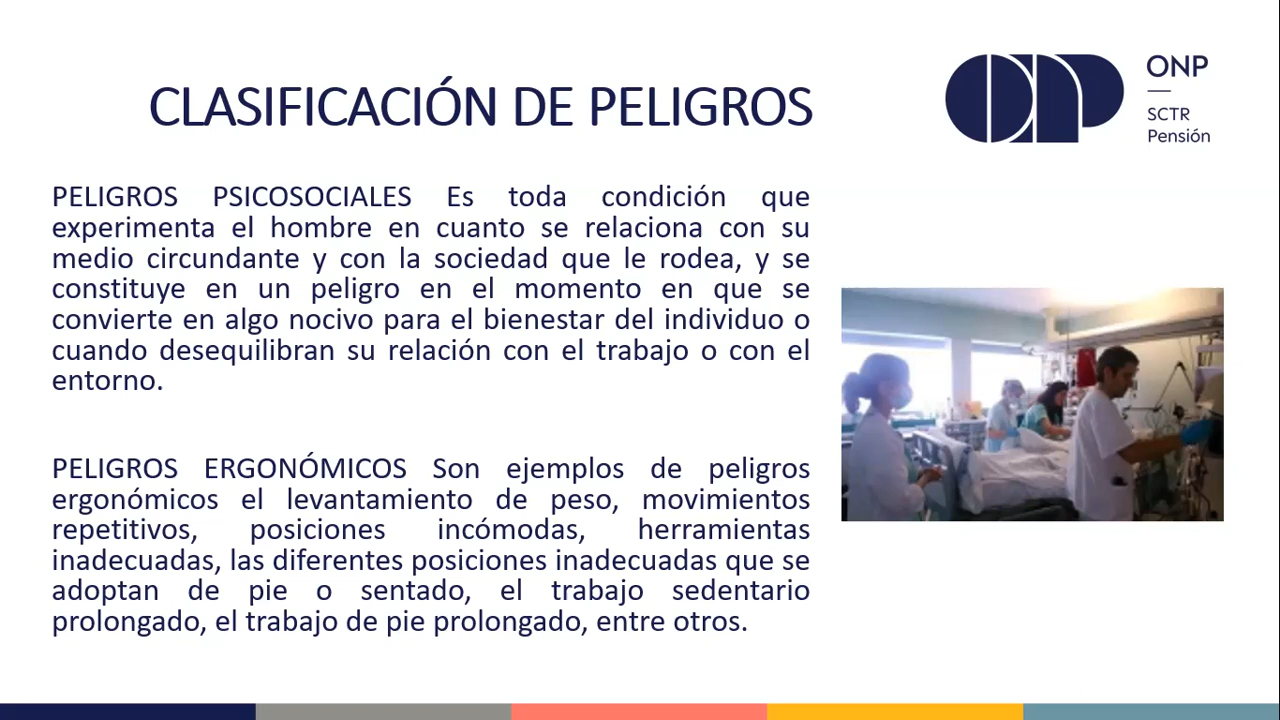 CLASIFICACIÓN DE PELIGROS
ONP
SCTR
Pensión
PELIGROS PSICOSOCIALES Es toda condición que
experimenta el hombre en cuanto se relaciona con su
medio circundante y con la sociedad que le rodea, y se
constituye en un peligro en el momento en que se
convierte en algo nocivo para el bienestar del individuo o
cuando desequilibran su relación con el trabajo o con el
entorno.
PELIGROS ERGONÓMICOS Son ejemplos de peligros
ergonómicos el levantamiento de peso, movimientos
repetitivos, posiciones incómodas, herramientas
inadecuadas, las diferentes posiciones inadecuadas que se
adoptan de pie o sentado, el trabajo sedentario
prolongado, el trabajo de pie prolongado, entre otros.